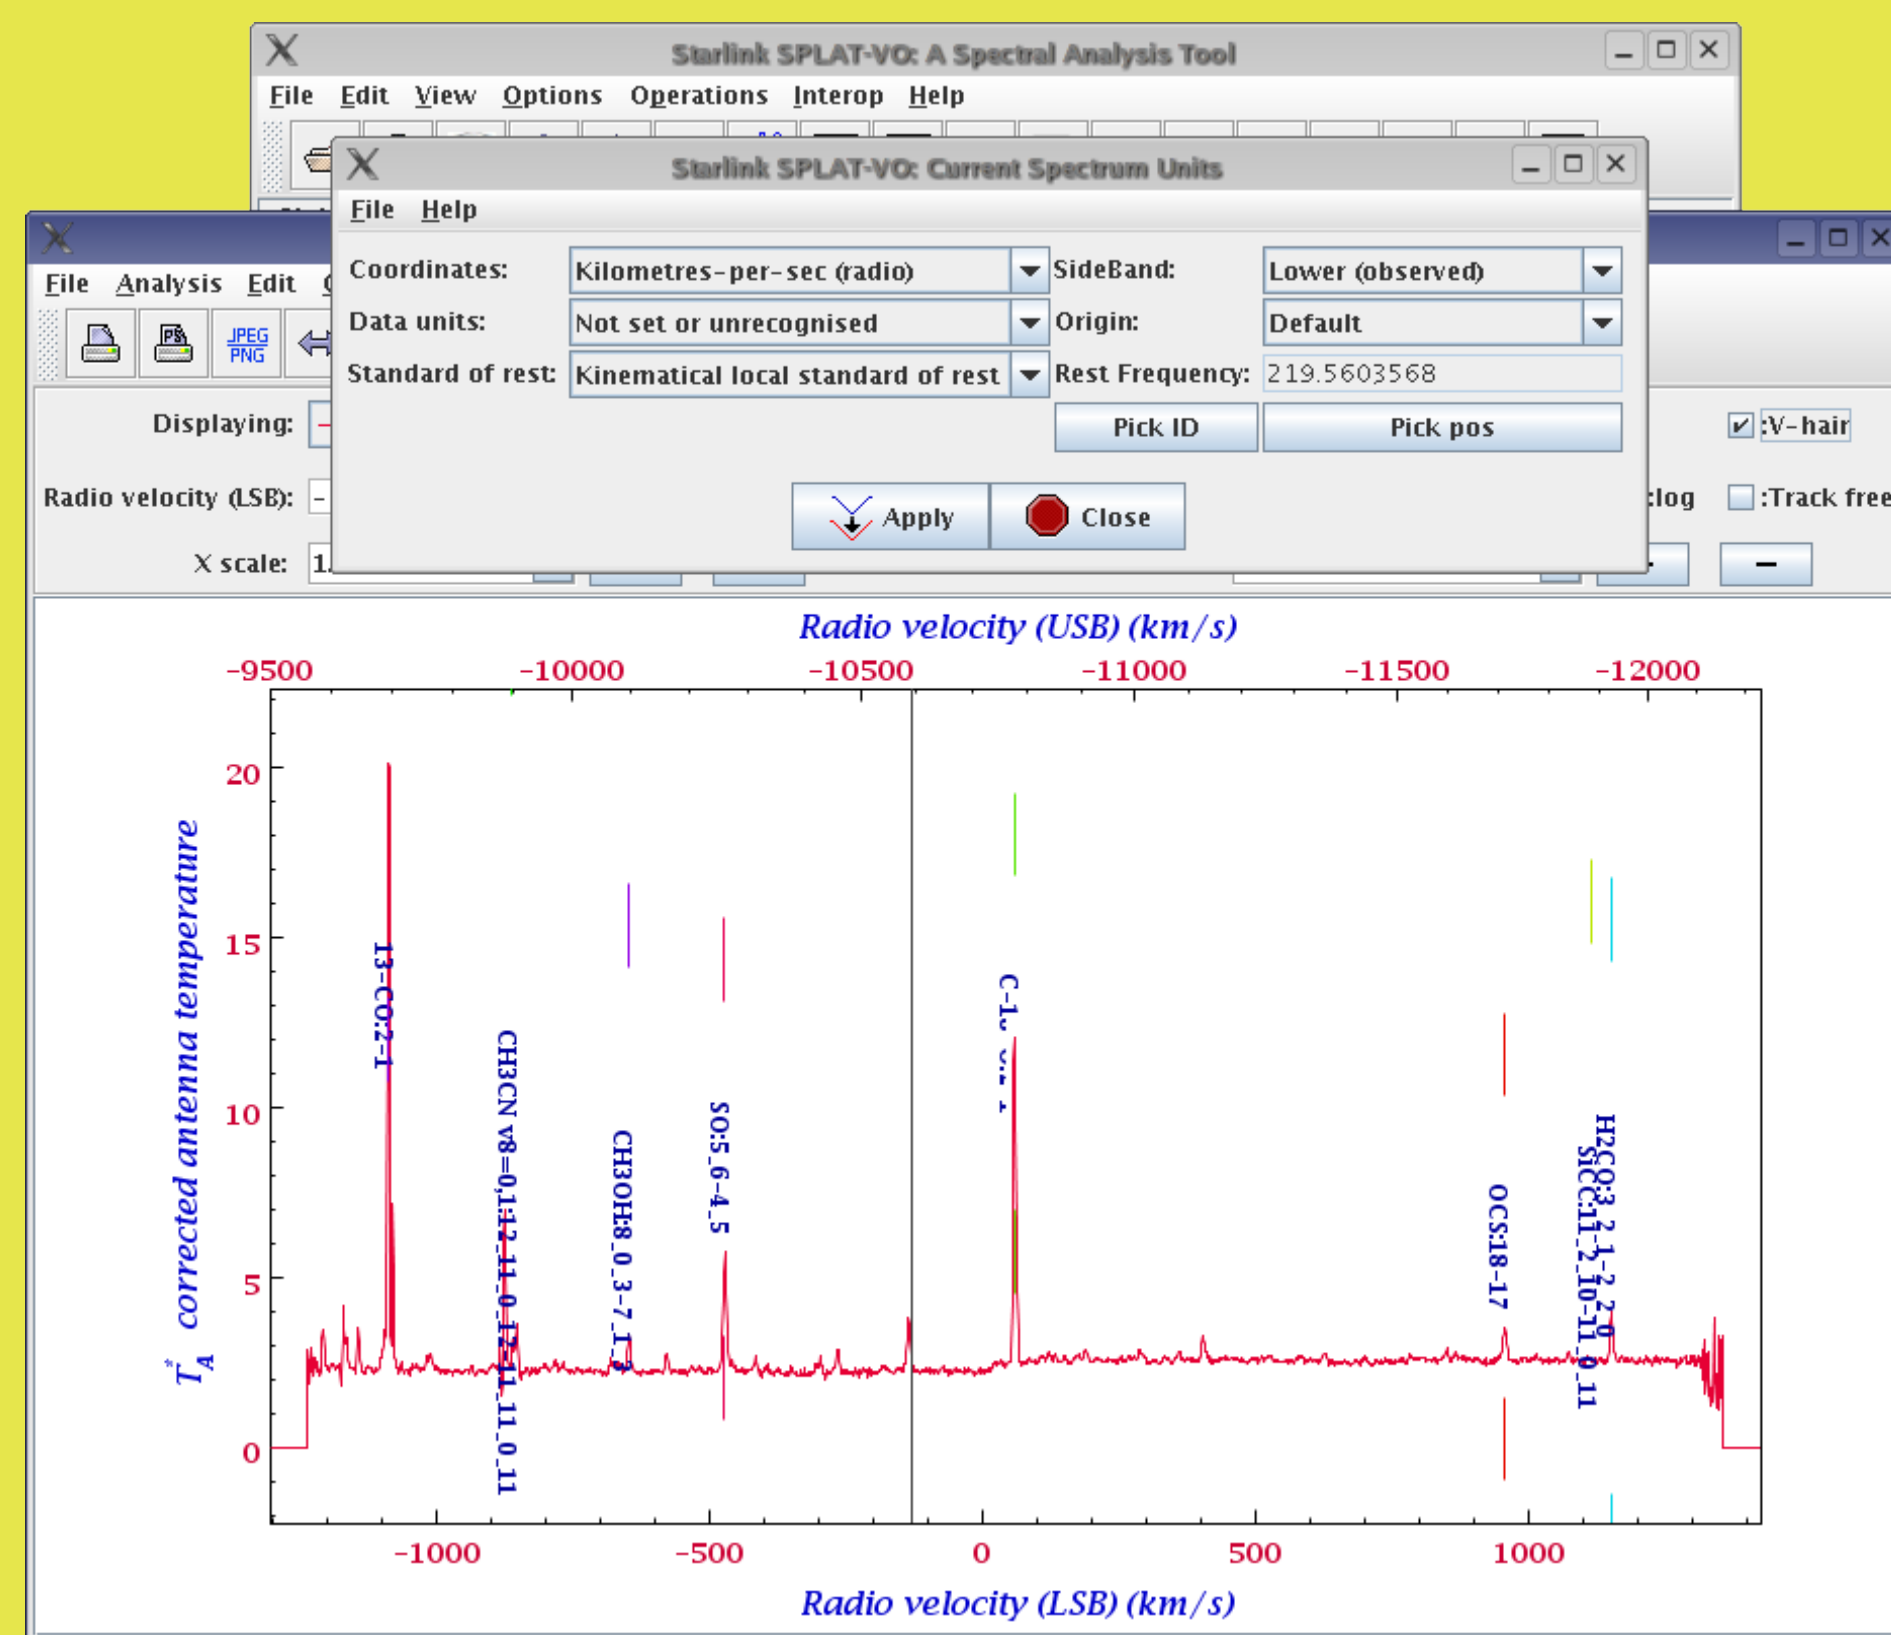 Starlink SPLAT-VO: A Spectral Analysis Tool
File Edit View Options Operations Interop Help
Starlink SPLAT-VO: Current Spectrum Units
File Help
Coordinates: Kilometres-per-sec (radio) SideBand: Lower (observed)
Data units: Not set or unrecognised Origin: Default
Standard of rest: Kinematical local standard of rest Rest Frequency: 219.5603568
Pick ID Pick pos
Apply Close
File Analysis Edit
PS JPEG PNG
Displaying: :V-hair
Radio velocity (LSB): - :log :Track free
X scale: 1.
Radio velocity (USB) (km/s)
-9500 -10000 -10500 -11000 -11500 -12000
20
15
10
5
0
T*A corrected antenna temperature
13-CO:2-1
CH3CN v8=0,1:12_11_0_12-11_11_0_11
CH3OH:8_0_3-7_1_3
SO:5_6-4_5
OCS:18-17
SiCC:11_2_10-11_0_11
H2CO:3_2_1-2_2_0
-1000 -500 0 500 1000
Radio velocity (LSB) (km/s)